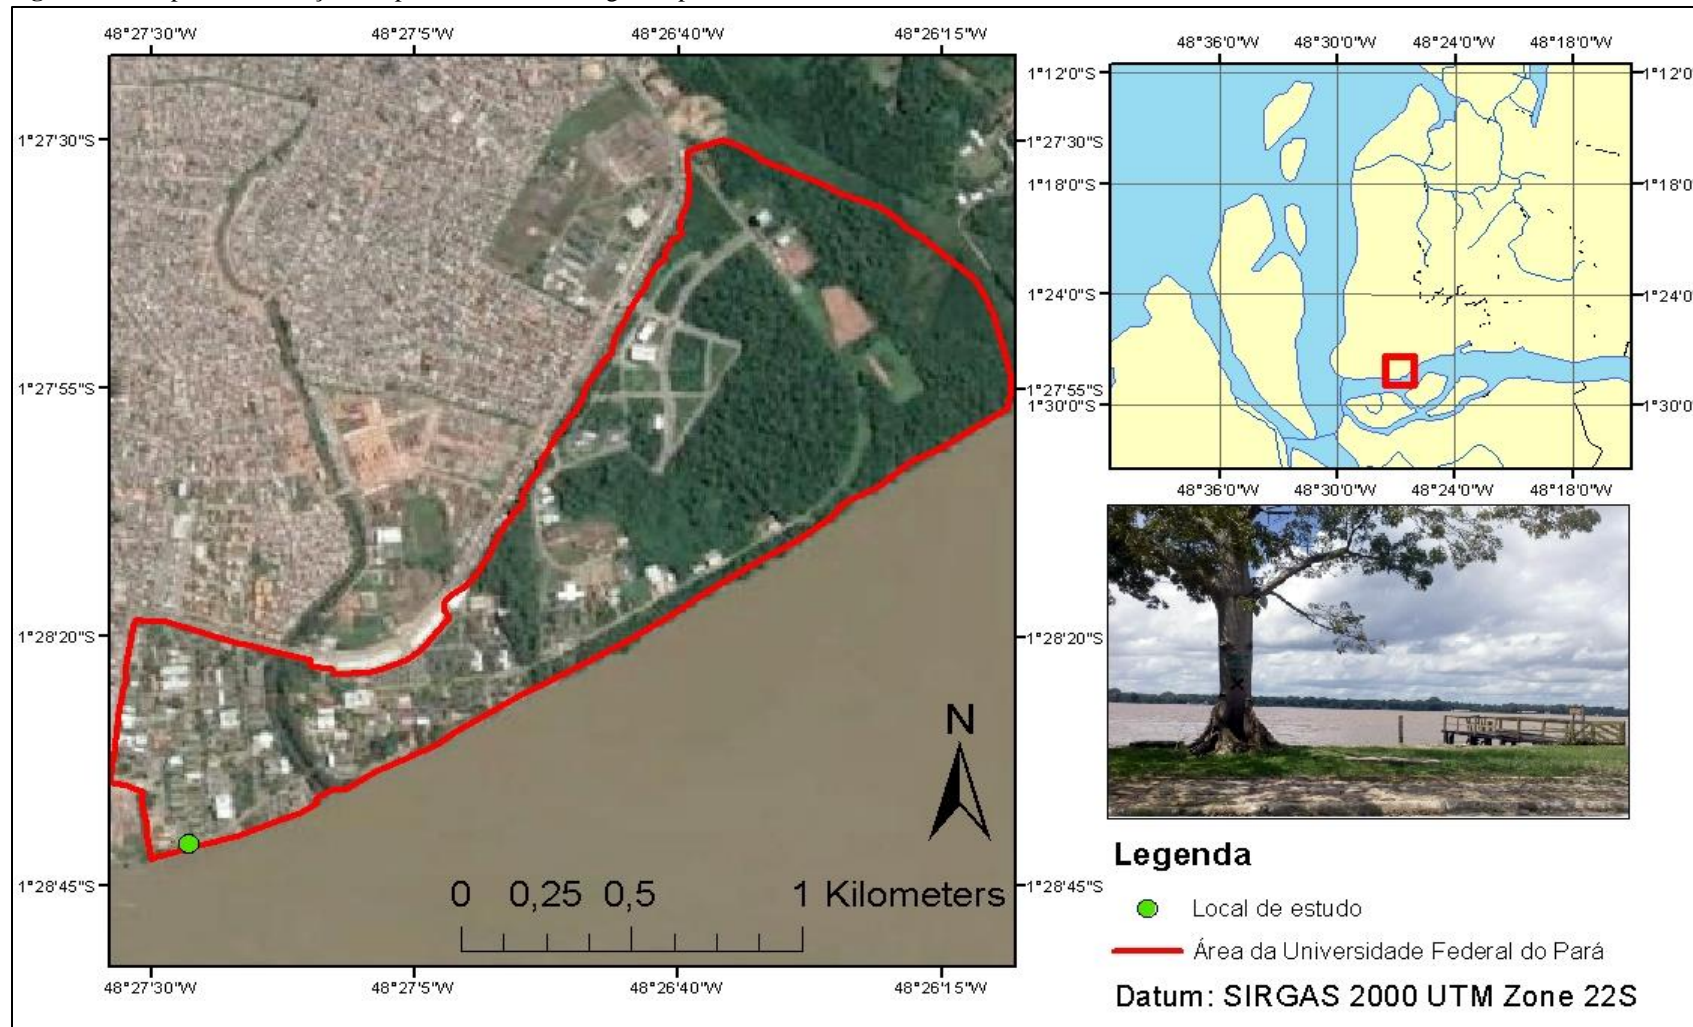 48°27'30"W 48°27'5"W 48°26'40"W 48°26'15"W
48°36'0"W 48°30'0"W 48°24'0"W 48°18'0"W
1°27'30"S
1°27'55"S
1°28'20"S
1°28'45"S
1°27'30"S
1°27'55"S
1°28'20"S
1°28'45"S
1°12'0"S
1°18'0"S
1°24'0"S
1°30'0"S
N
0 0,25 0,5 1 Kilometers
48°27'30"W 48°27'5"W 48°26'40"W 48°26'15"W
48°36'0"W 48°30'0"W 48°24'0"W 48°18'0"W
Legenda
Local de estudo
Área da Universidade Federal do Pará
Datum: SIRGAS 2000 UTM Zone 22S